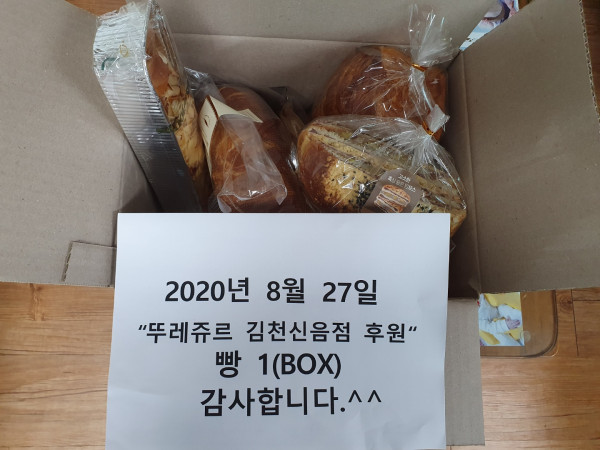 2020년 8월 27일
“뚜레쥬르 김천신음점 후원“
빵 1(BOX)
감사합니다.^^